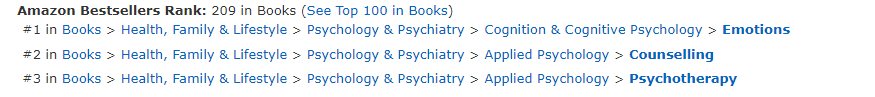 Amazon Bestsellers Rank: 209 in Books (See Top 100 in Books)
#1 in Books > Health, Family & Lifestyle > Psychology & Psychiatry > Cognition & Cognitive Psychology > Emotions
#2 in Books > Health, Family & Lifestyle > Psychology & Psychiatry > Applied Psychology > Counselling
#3 in Books > Health, Family & Lifestyle > Psychology & Psychiatry > Applied Psychology > Psychotherapy